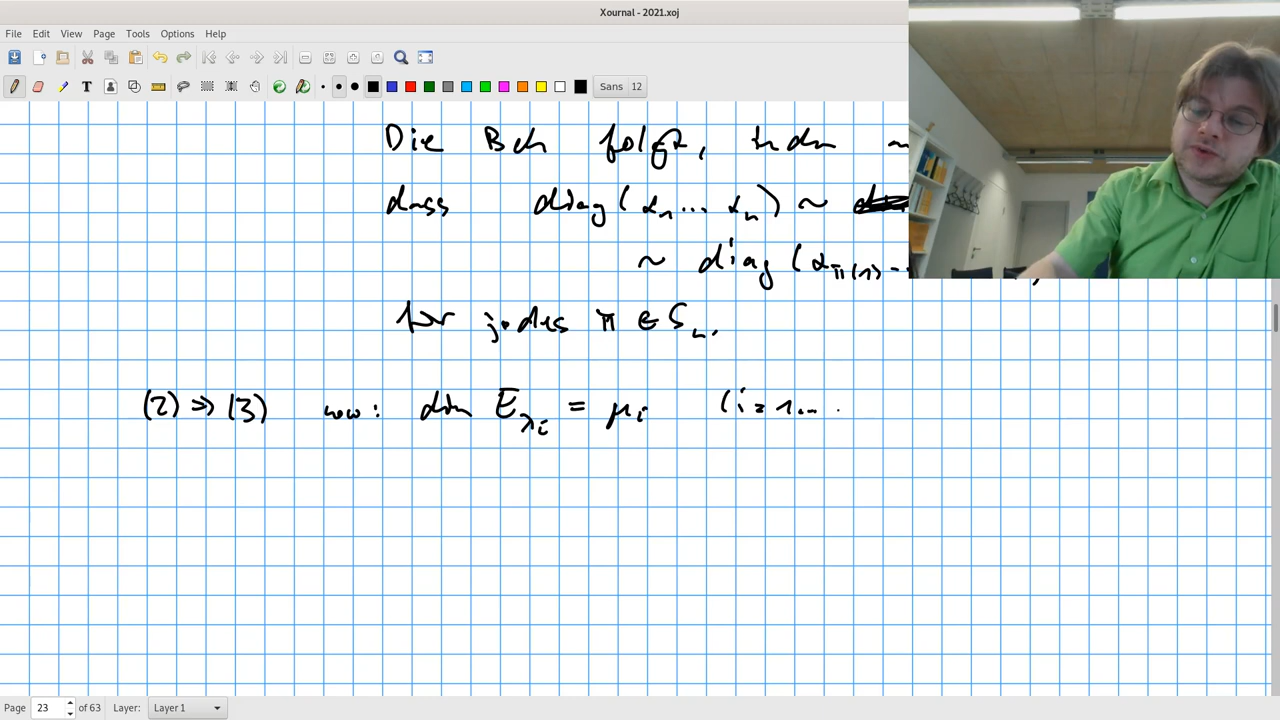 Xournal - 2021.xoj
File Edit View Page Tools Options Help
Sans 12
Die Beh folgt, indem
dass diag(α₁...αₙ) ~
~ diag(α_π(1)...
für jedes π ∈ Sₙ.
(2) ⇒ (3) dim E_λᵢ = μᵢ (i = 1...
Page 23 of 63 Layer: Layer 1